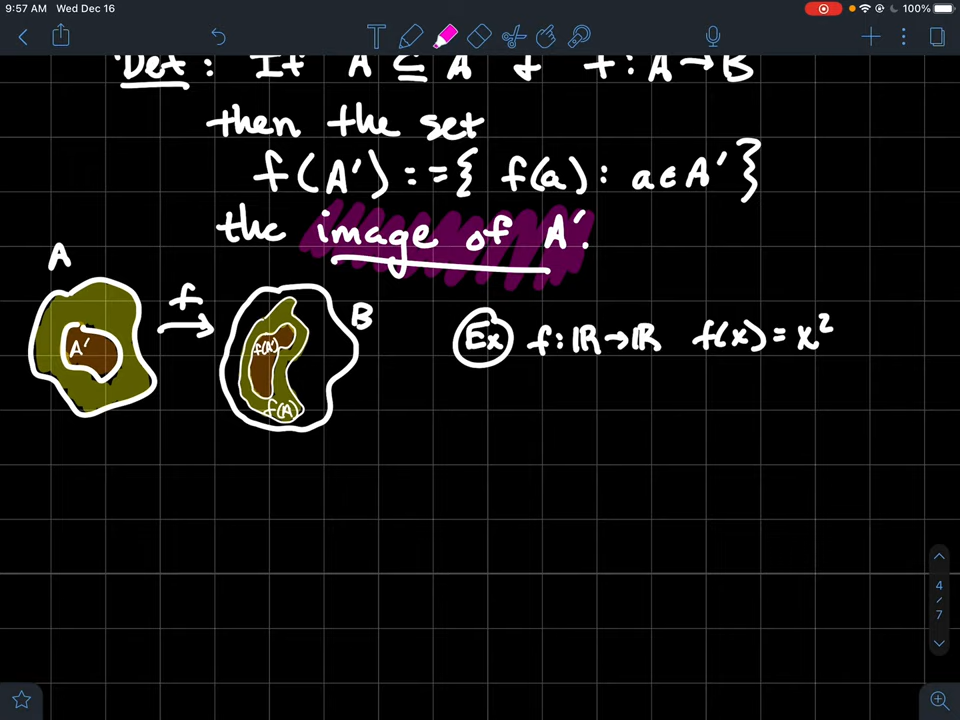 9:57 AM Wed Dec 16
100%
Def : If A ⊆ A & f : A → B
then the set
f(A') := { f(a) : a ∈ A' }
the image of A'.
A
f
B
A'
f(A')
f(A)
Ex f : ℝ → ℝ f(x) = x²
4
/
7